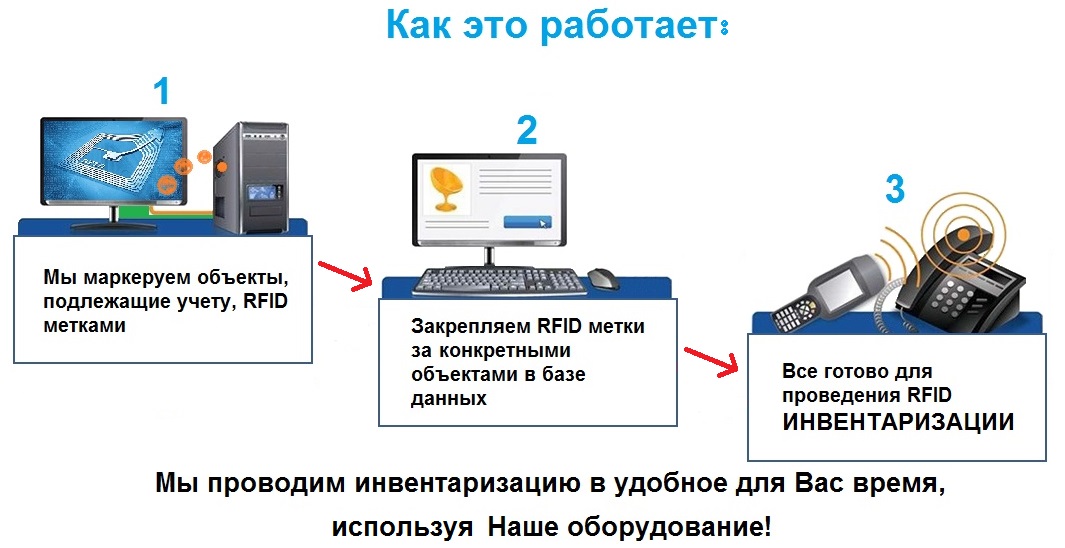 Как это работает:
1
Мы маркеруем объекты,
подлежащие учету, RFID
метками
2
Закрепляем RFID метки
за конкретными
объектами в базе
данных
3
Все готово для
проведения RFID
ИНВЕНТАРИЗАЦИИ
Мы проводим инвентаризацию в удобное для Вас время,
используя Наше оборудование!